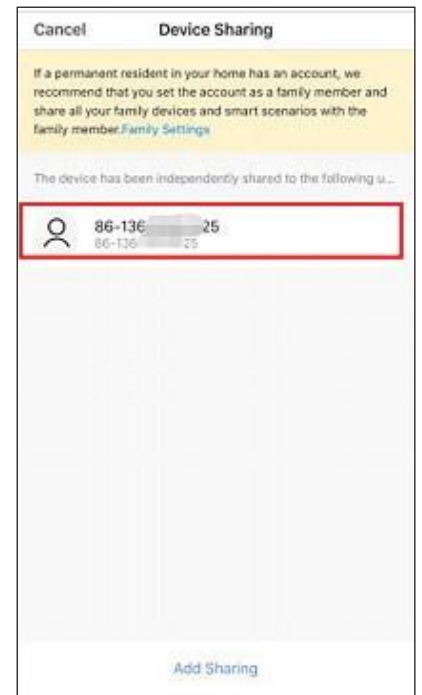 Cancel Device Sharing
If a permanent resident in your home has an account, we
recommend that you set the account as a family member and
share all your family devices and smart scenarios with the
family member.Family Settings
The device has been independently shared to the following u...
86-136 25
86-136 25
Add Sharing